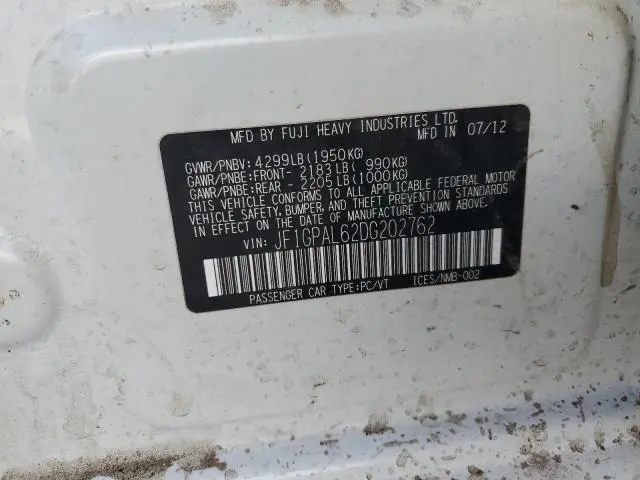 MFD BY FUJI HEAVY INDUSTRIES LTD.
MFD IN 07/12
GVWR/PNBV: 4299LB(1950KG)
GAWR/PNBE:FRONT- 2183LB( 990KG)
GAWR/PNBE:REAR - 2205LB(1000KG)
THIS VEHICLE CONFORMS TO ALL APPLICABLE FEDERAL MOTOR
VEHICLE SAFETY, BUMPER, AND THEFT PREVENTION STANDARDS
IN EFFECT ON THE DATE OF MANUFACTURE SHOWN ABOVE.
VIN: JF1GPAL62DG202762
PASSENGER CAR TYPE:PC/VT ICES/NMB-002